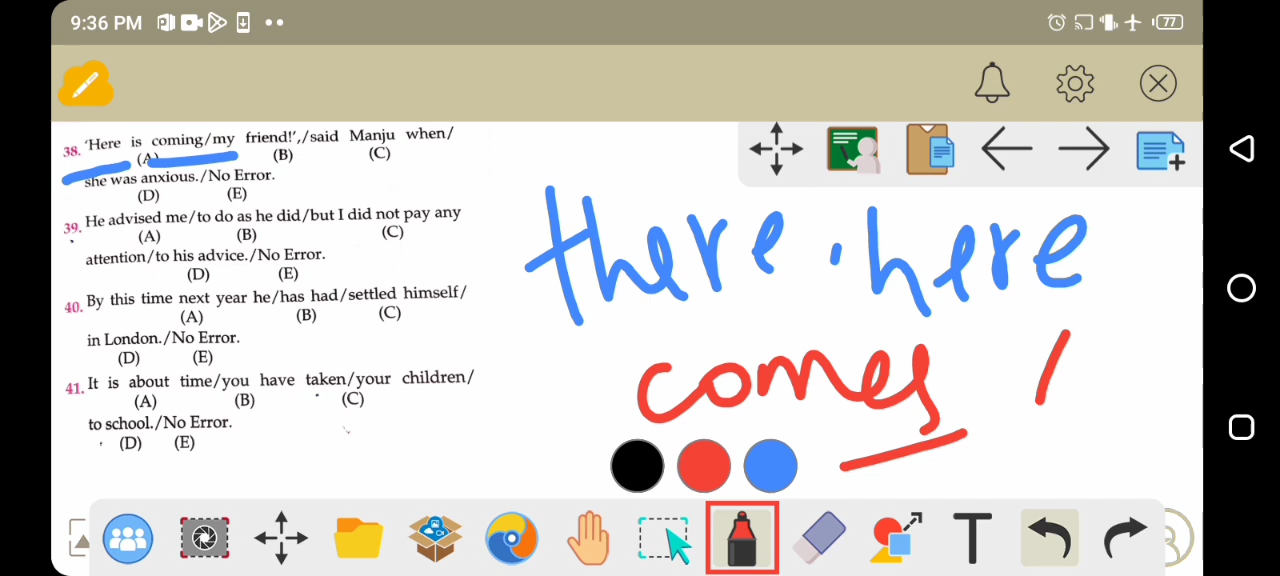 9:36 PM
77
38. 'Here is coming/my friend!',/said Manju when/
(A) (B) (C)
she was anxious./No Error.
(D) (E)
39. He advised me/to do as he did/but I did not pay any
(A) (B) (C)
attention/to his advice./No Error.
(D) (E)
40. By this time next year he/has had/settled himself/
(A) (B) (C)
in London./No Error.
(D) (E)
41. It is about time/you have taken/your children/
(A) (B) (C)
to school./No Error.
(D) (E)
there . here
comes
T